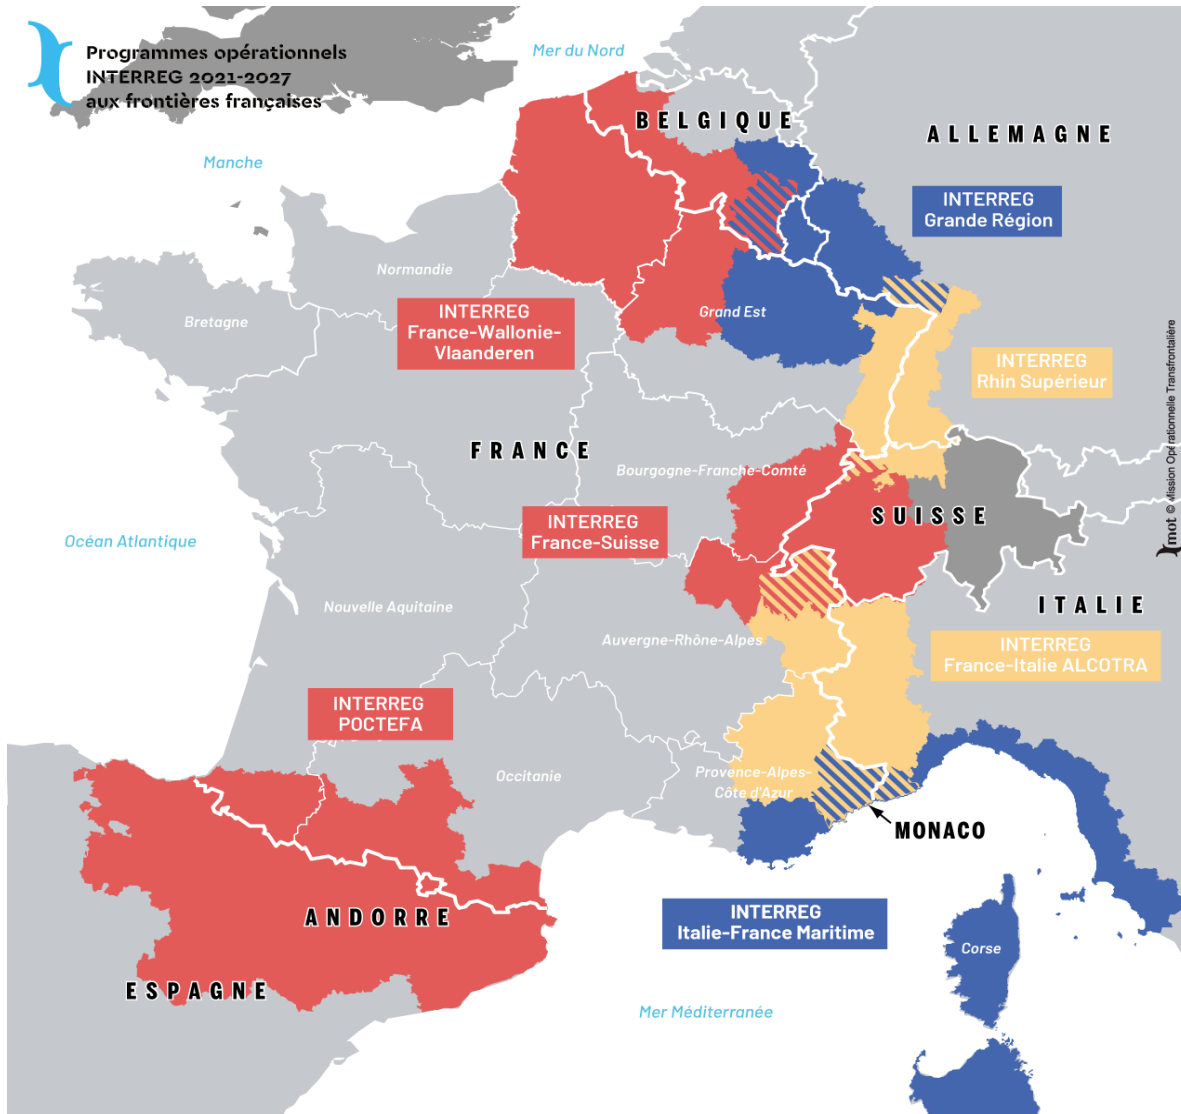 Programmes opérationnels
INTERREG 2021-2027
aux frontières françaises
Mer du Nord
BELGIQUE
ALLEMAGNE
Manche
INTERREG
Grande Région
Normandie
Grand Est
Bretagne
INTERREG
France-Wallonie-
Vlaanderen
INTERREG
Rhin Supérieur
FRANCE
Bourgogne-Franche-Comté
SUISSE
INTERREG
France-Suisse
Océan Atlantique
mot © Mission Opérationnelle Transfrontalière
Nouvelle Aquitaine
ITALIE
Auvergne-Rhône-Alpes
INTERREG
France-Italie ALCOTRA
INTERREG
POCTEFA
Occitanie
Provence-Alpes-
Côte d'Azur
MONACO
ANDORRE
INTERREG
Italie-France Maritime
Corse
ESPAGNE
Mer Méditerranée